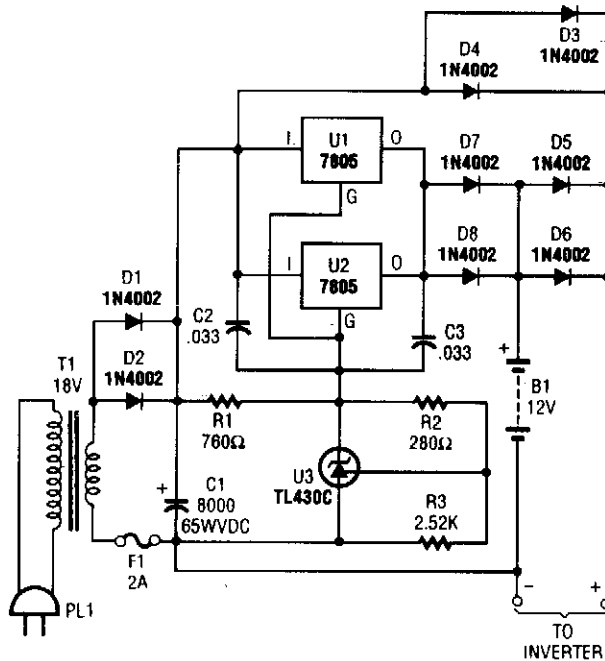 D3
1N4002
D4
1N4002
I.
U1
7805
O
G
D7
1N4002
D5
1N4002
I
U2
7805
O
G
D8
1N4002
D6
1N4002
D1
1N4002
C2
.033
C3
.033
T1
18V
D2
1N4002
+
B1
12V
R1
760Ω
R2
280Ω
U3
TL430C
+
C1
8000
65WVDC
R3
2.52K
F1
2A
PL1
-
+
TO
INVERTER